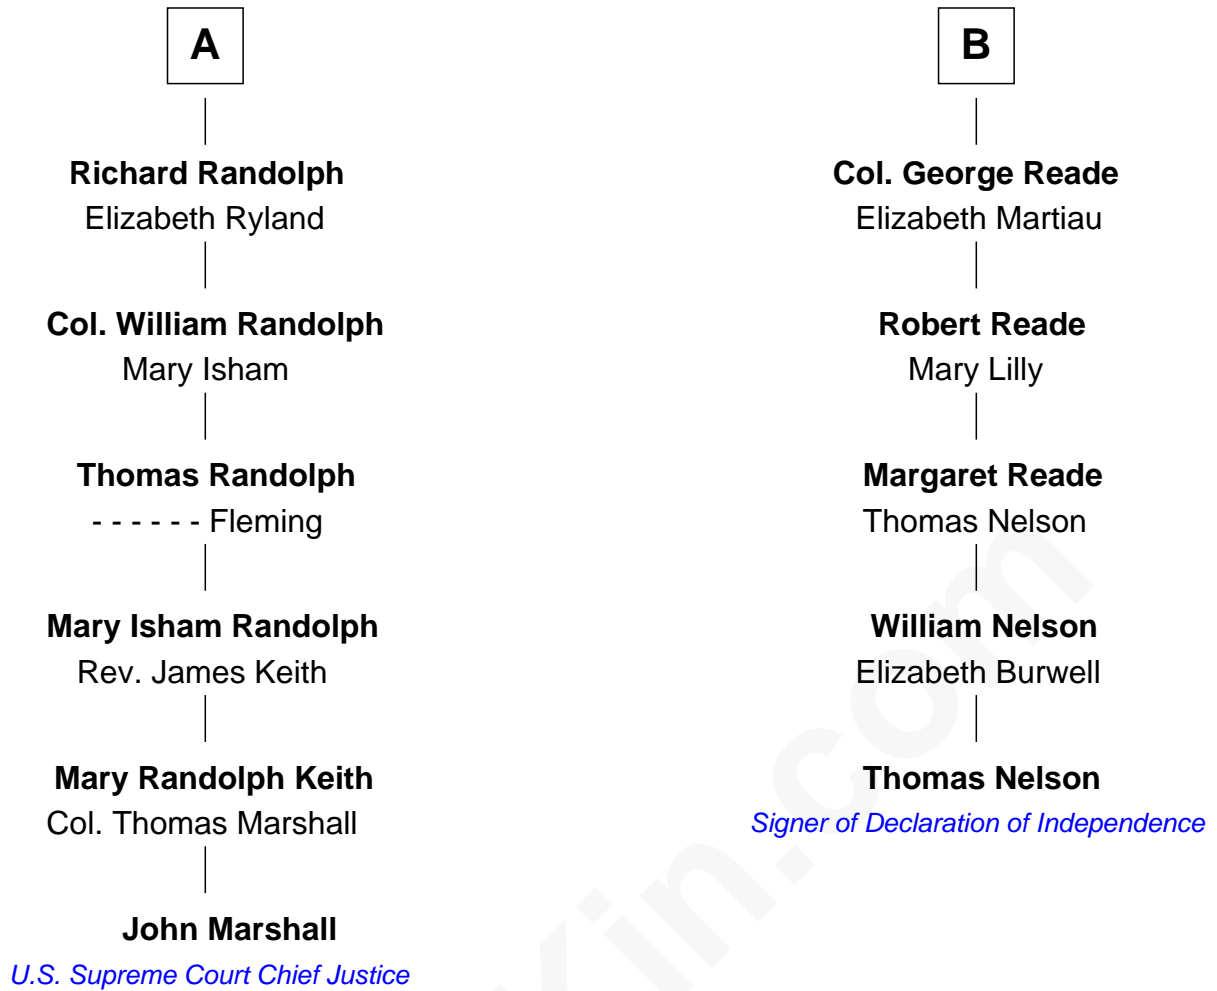 A
Richard Randolph
Elizabeth Ryland
Col. William Randolph
Mary Isham
Thomas Randolph
- - - - - - Fleming
Mary Isham Randolph
Rev. James Keith
Mary Randolph Keith
Col. Thomas Marshall
John Marshall
U.S. Supreme Court Chief Justice
B
Col. George Reade
Elizabeth Martiau
Robert Reade
Mary Lilly
Margaret Reade
Thomas Nelson
William Nelson
Elizabeth Burwell
Thomas Nelson
Signer of Declaration of Independence
Kin.com